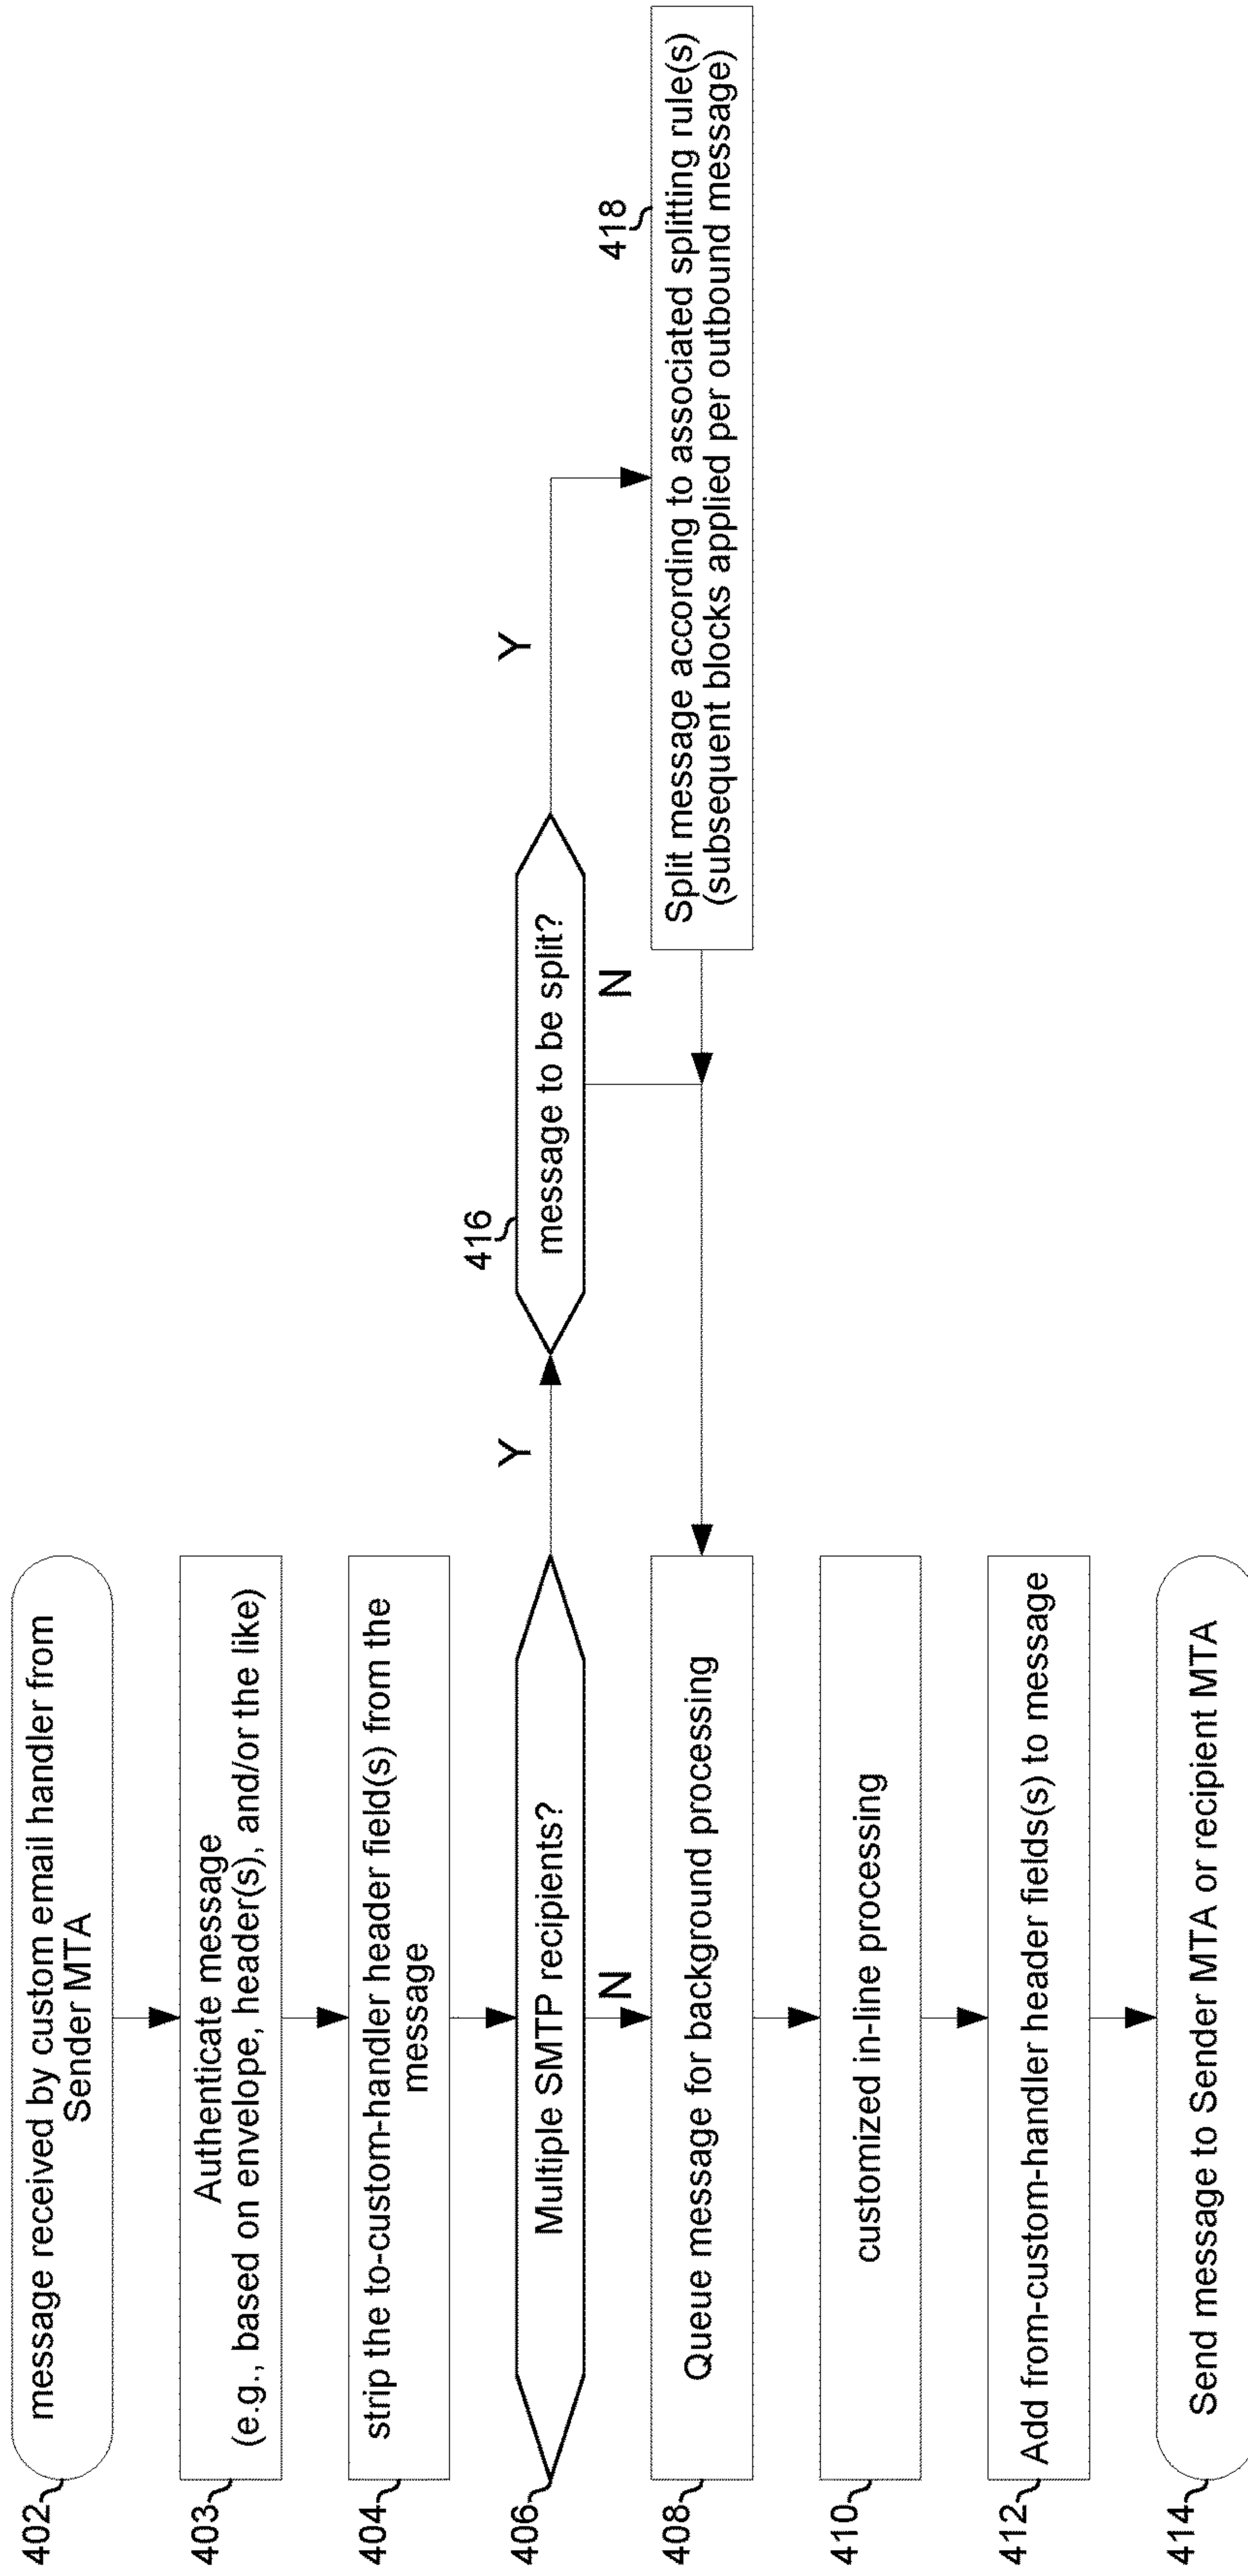 402
message received by custom email handler from
Sender MTA
403
Authenticate message
(e.g., based on envelope, header(s), and/or the like)
404
strip the to-custom-handler header field(s) from the
message
406
Multiple SMTP recipients?
Y
N
416
message to be split?
Y
N
418
Split message according to associated splitting rule(s)
(subsequent blocks applied per outbound message)
408
Queue message for background processing
410
customized in-line processing
412
Add from-custom-handler header fields(s) to message
414
Send message to Sender MTA or recipient MTA